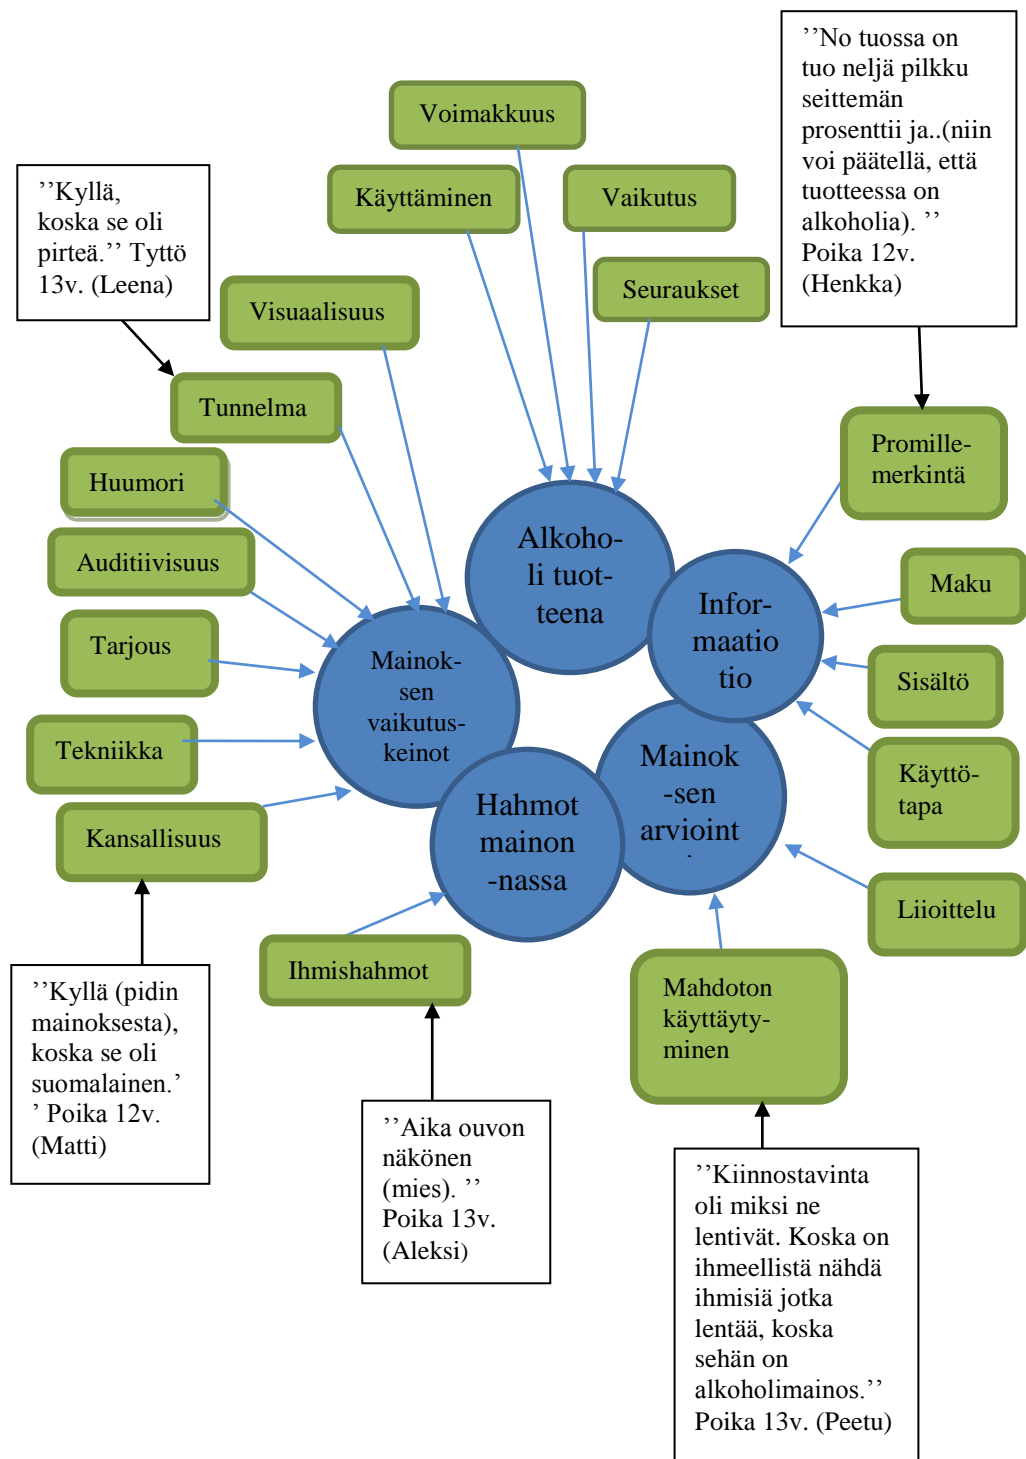 ’’No tuossa on
tuo neljä pilkku
seittemän
prosenttii ja..(niin
voi päätellä, että
tuotteessa on
alkoholia). ’’
Poika 12v.
(Henkka)
Voimakkuus
Käyttäminen
Vaikutus
Seuraukset
’’Kyllä,
koska se oli
pirteä.’’ Tyttö
13v. (Leena)
Visuaalisuus
Tunnelma
Huumori
Auditiivisuus
Tarjous
Tekniikka
Kansallisuus
Promille-
merkintä
Maku
Sisältö
Käyttö-
tapa
Liioittelu
Alkoho-
li tuot-
teena
Infor-
maatio
tio
Mainok-
sen
vaikutus-
keinot
Mainok
-sen
arvioint
Hahmot
mainon
-nassa
Ihmishahmot
Mahdoton
käyttäyty-
minen
’’Kyllä (pidin
mainoksesta),
koska se oli
suomalainen.’
’ Poika 12v.
(Matti)
’’Aika ouvon
näkönen
(mies). ’’
Poika 13v.
(Aleksi)
’’Kiinnostavinta
oli miksi ne
lentivät. Koska on
ihmeellistä nähdä
ihmisiä jotka
lentää, koska
sehän on
alkoholimainos.’’
Poika 13v. (Peetu)